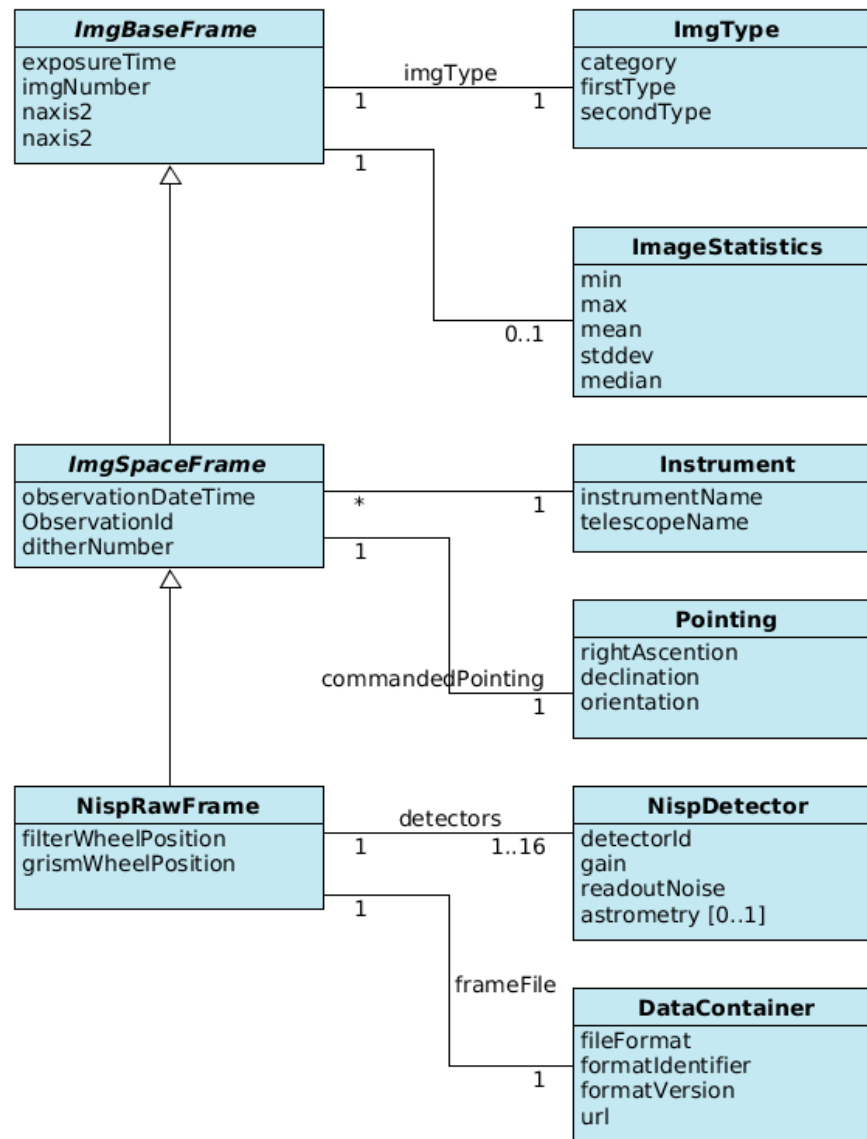 ImgBaseFrame
exposureTime
imgNumber
naxis2
naxis2
imgType
1
1
ImgType
category
firstType
secondType
1
0..1
ImageStatistics
min
max
mean
stddev
median
ImgSpaceFrame
observationDateTime
ObservationId
ditherNumber
*
1
Instrument
instrumentName
telescopeName
1
commandedPointing
1
Pointing
rightAscention
declination
orientation
NispRawFrame
filterWheelPosition
grismWheelPosition
detectors
1
1..16
NispDetector
detectorId
gain
readoutNoise
astrometry [0..1]
1
frameFile
1
DataContainer
fileFormat
formatIdentifier
formatVersion
url